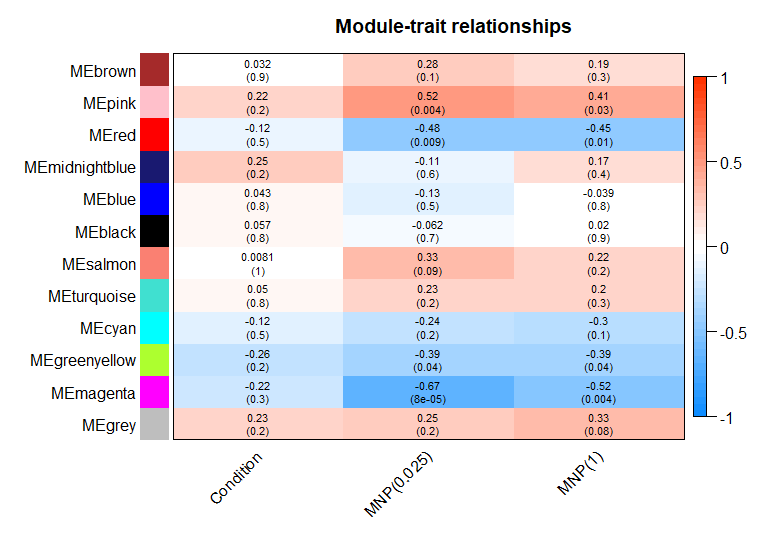 Module-trait relationships
MEbrown 0.032 0.28 0.19
(0.9) (0.1) (0.3)
MEpink 0.22 0.52 0.41
(0.2) (0.004) (0.03)
MEred -0.12 -0.48 -0.45
(0.5) (0.009) (0.01)
MEmidnightblue 0.25 -0.11 0.17
(0.2) (0.6) (0.4)
MEblue 0.043 -0.13 -0.039
(0.8) (0.5) (0.8)
MEblack 0.057 -0.062 0.02
(0.8) (0.7) (0.9)
MEsalmon 0.0081 0.33 0.22
(1) (0.09) (0.2)
MEturquoise 0.05 0.23 0.2
(0.8) (0.2) (0.3)
MEcyan -0.12 -0.24 -0.3
(0.5) (0.2) (0.1)
MEgreenyellow -0.26 -0.39 -0.39
(0.2) (0.04) (0.04)
MEmagenta -0.22 -0.67 -0.52
(0.3) (8e-05) (0.004)
MEgrey 0.23 0.25 0.33
(0.2) (0.2) (0.08)
Condition MNP(0.025) MNP(1)
1
0.5
0
-0.5
-1